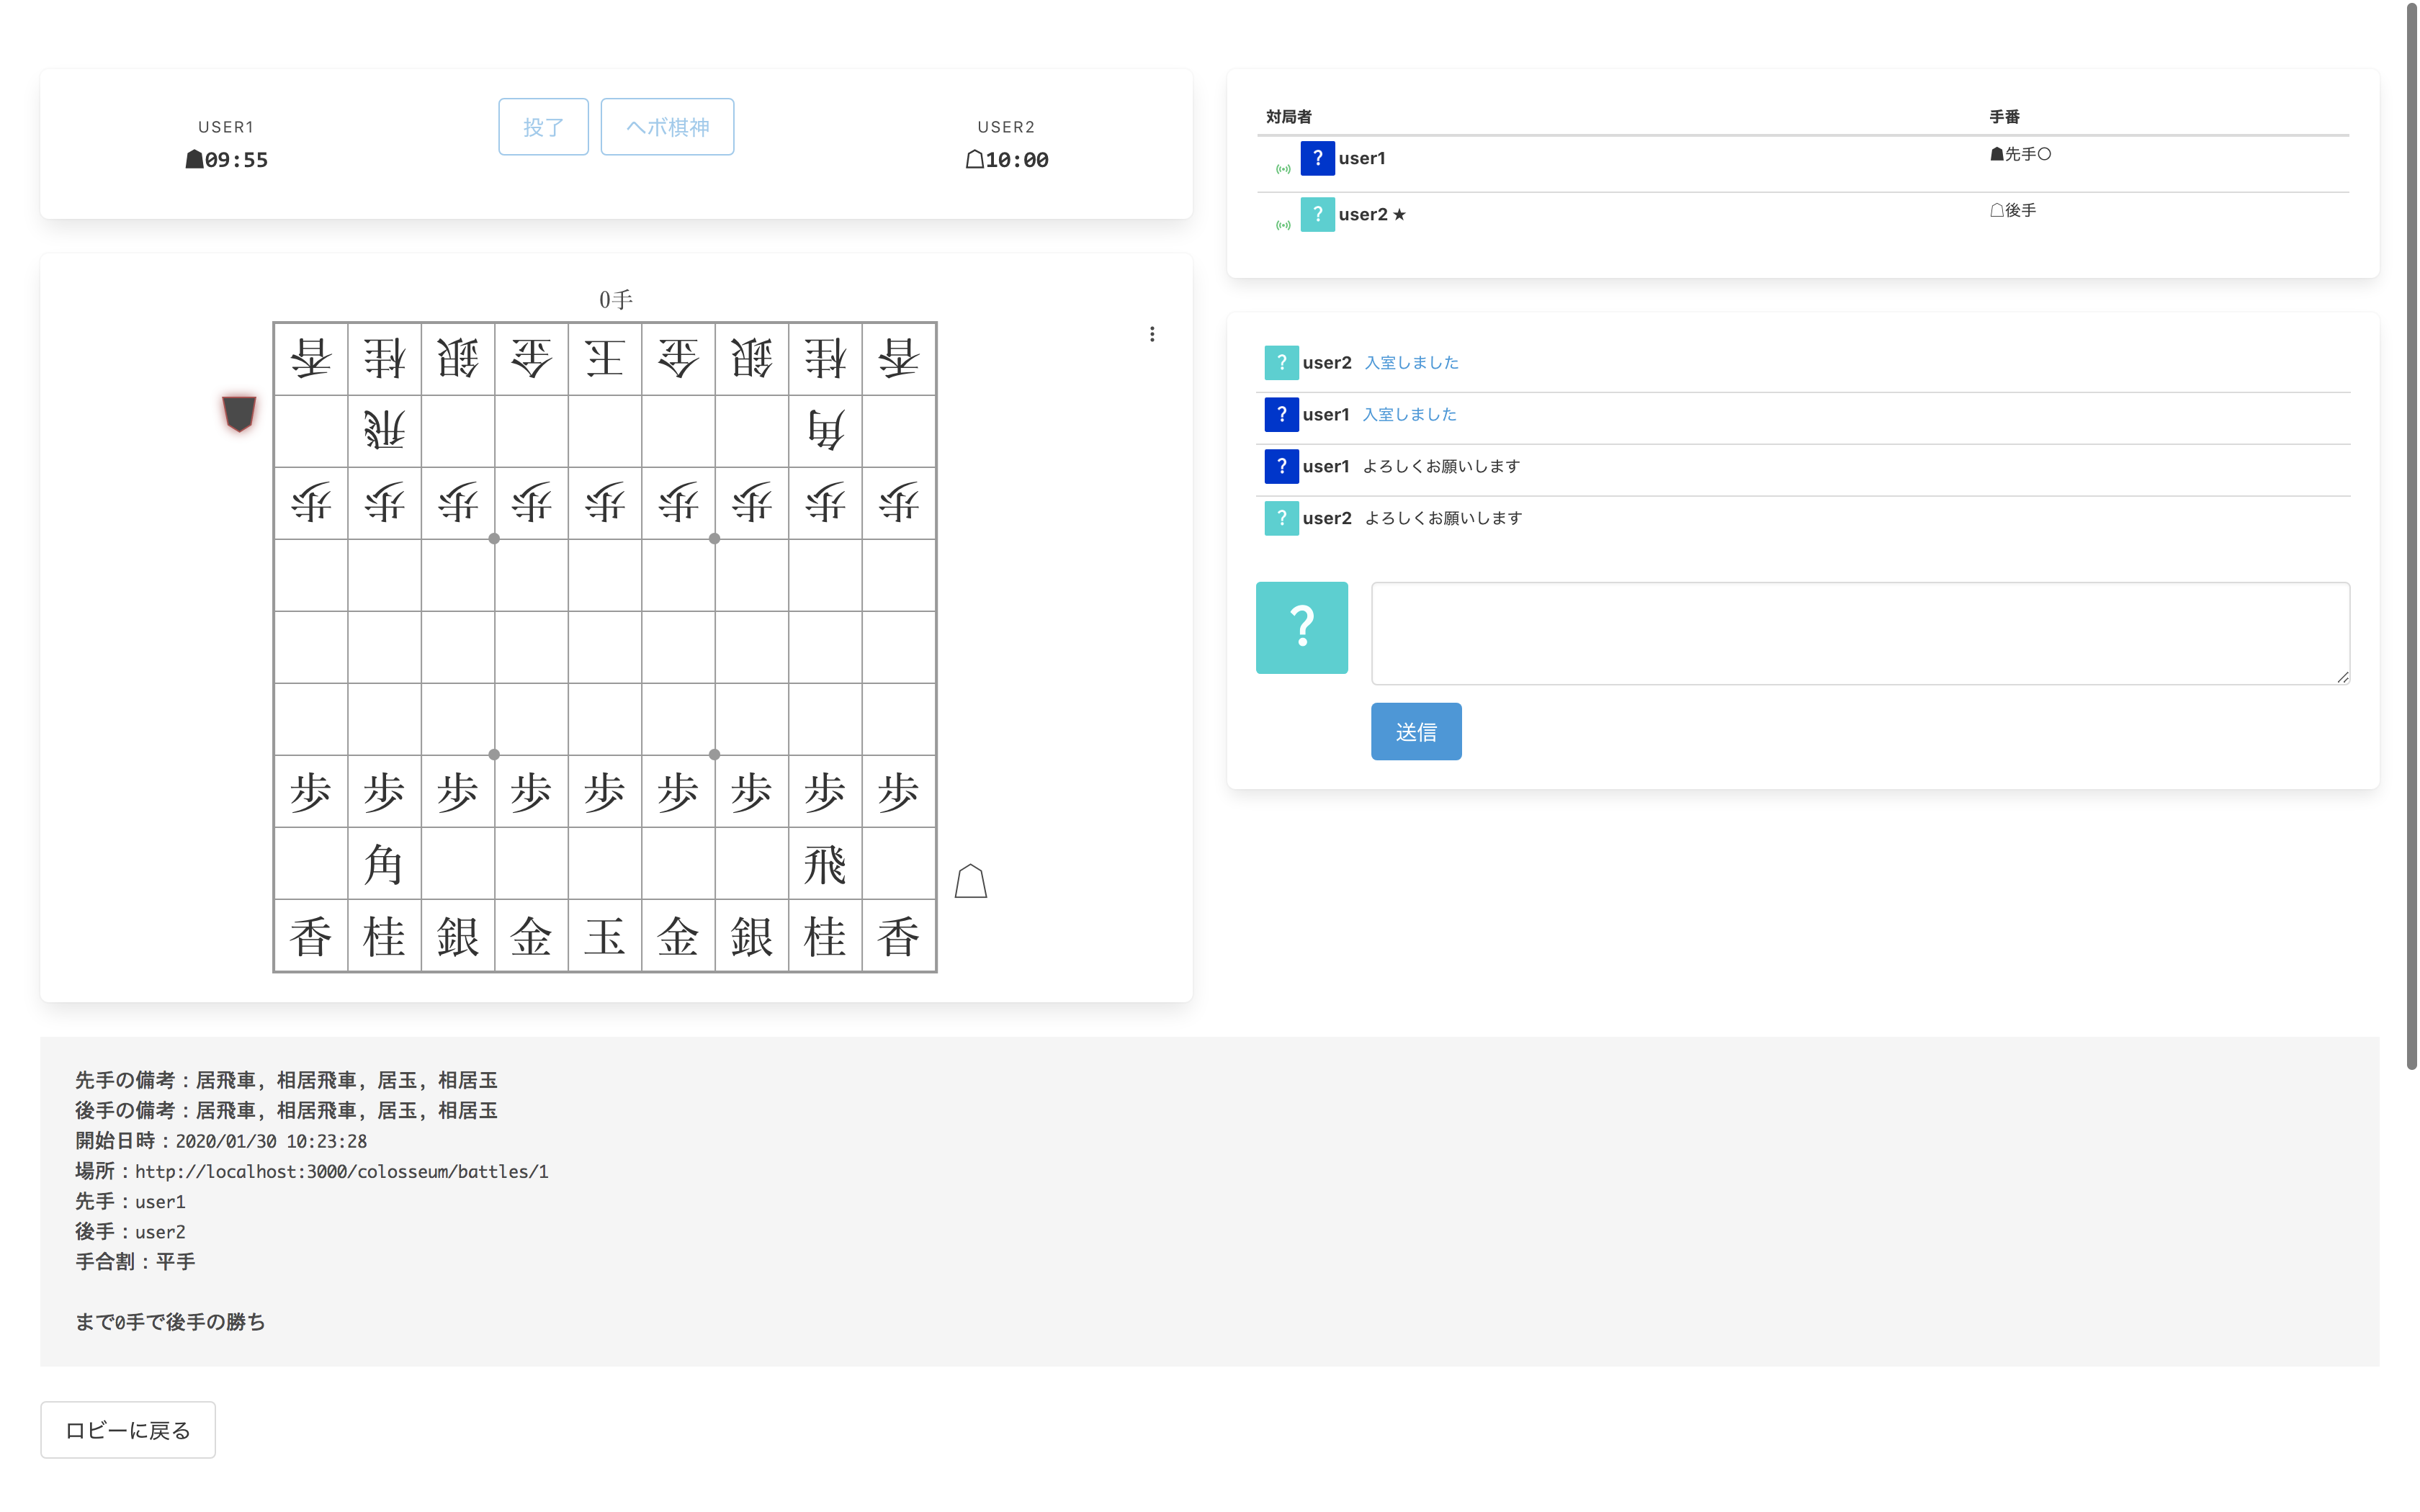 USER1
☗09:55
投了
ヘボ棋神
USER2
☖10:00
0手
香桂銀金王金銀桂香
飛角
歩歩歩歩歩歩歩歩歩
歩歩歩歩歩歩歩歩歩
角飛
香桂銀金玉金銀桂香
対局者 手番
? user1 ☗先手○
? user2 ★ ☖後手
? user2 入室しました
? user1 入室しました
? user1 よろしくお願いします
? user2 よろしくお願いします
?
送信
先手の備考：居飛車, 相居飛車, 居玉, 相居玉
後手の備考：居飛車, 相居飛車, 居玉, 相居玉
開始日時：2020/01/30 10:23:28
場所：http://localhost:3000/colosseum/battles/1
先手：user1
後手：user2
手合割：平手
まで0手で後手の勝ち
ロビーに戻る